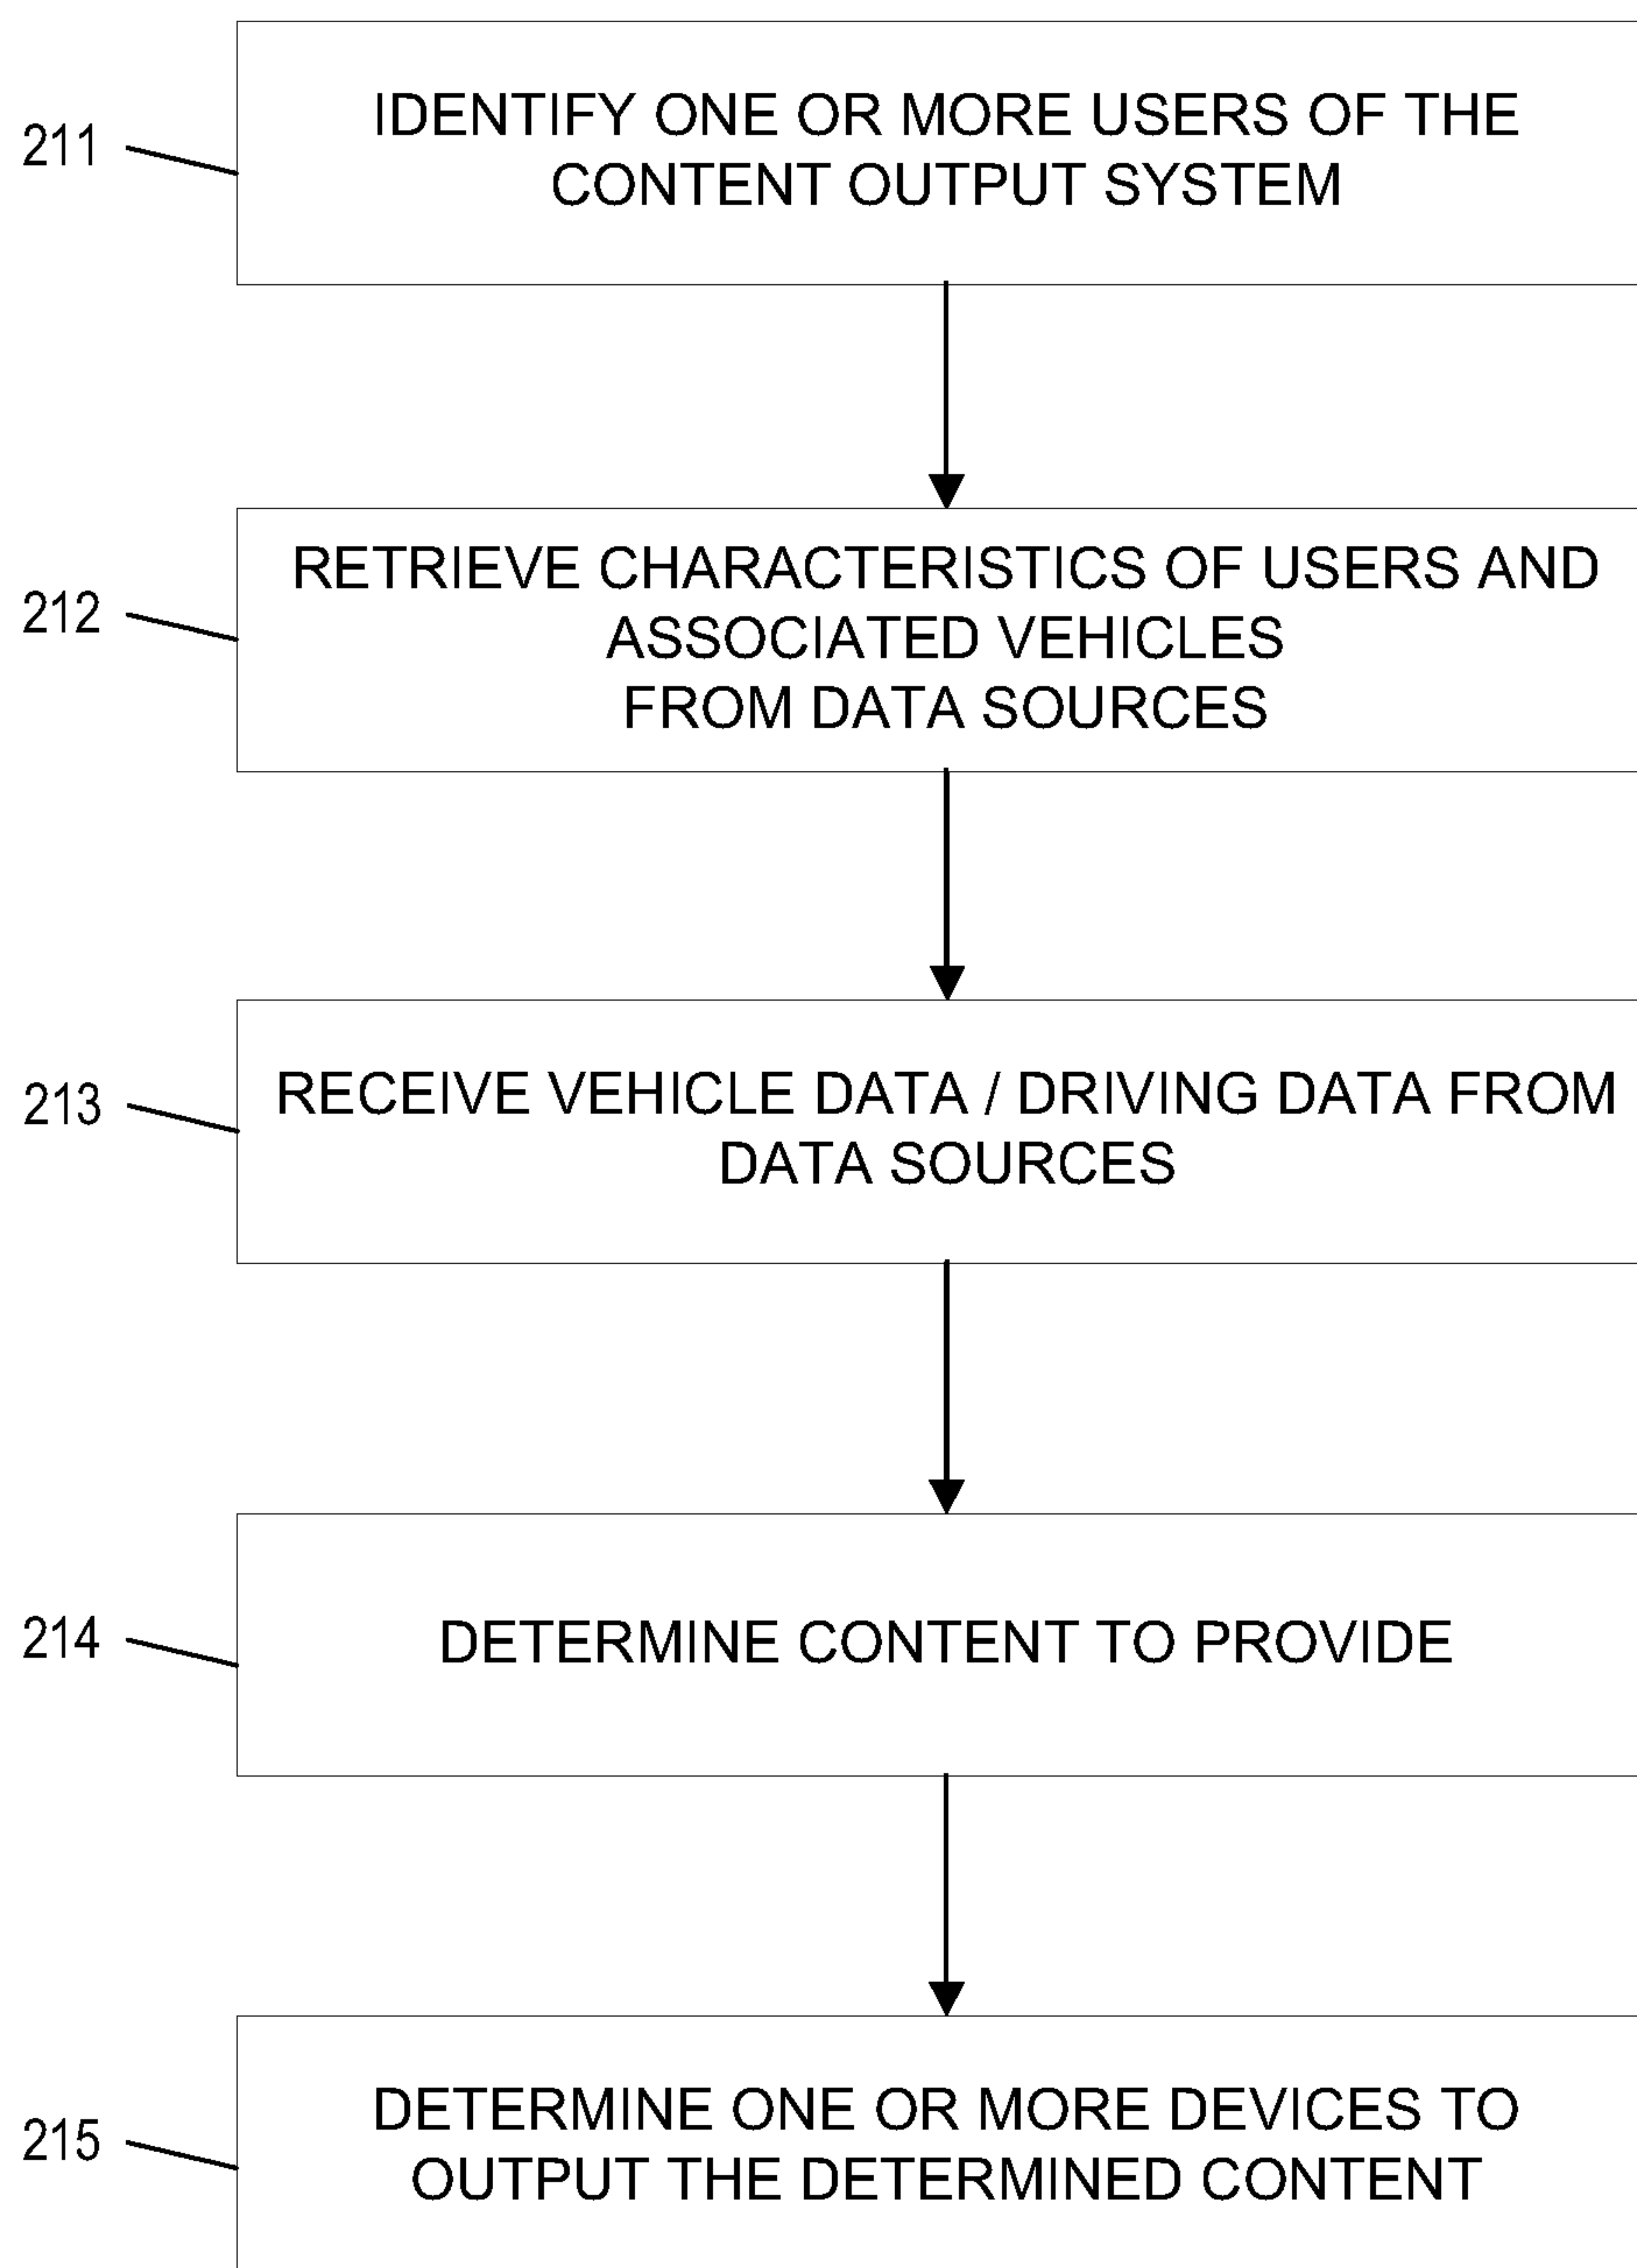 211
IDENTIFY ONE OR MORE USERS OF THE
CONTENT OUTPUT SYSTEM
212
RETRIEVE CHARACTERISTICS OF USERS AND
ASSOCIATED VEHICLES
FROM DATA SOURCES
213
RECEIVE VEHICLE DATA / DRIVING DATA FROM
DATA SOURCES
214
DETERMINE CONTENT TO PROVIDE
215
DETERMINE ONE OR MORE DEVICES TO
OUTPUT THE DETERMINED CONTENT